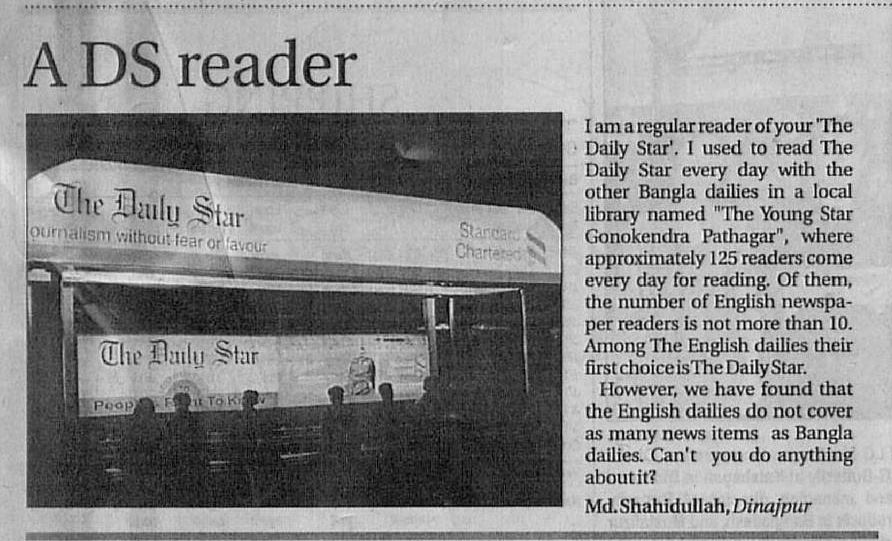 A DS reader
The Daily Star
ournalism without fear or favour
Standard
Chartered
The Daily Star
I am a regular reader of your 'The
Daily Star'. I used to read The
Daily Star every day with the
other Bangla dailies in a local
library named "The Young Star
Gonokendra Pathagar", where
approximately 125 readers come
every day for reading. Of them,
the number of English newspa-
per readers is not more than 10.
Among The English dailies their
first choice is The Daily Star.
However, we have found that
the English dailies do not cover
as many news items as Bangla
dailies. Can't you do anything
about it?
Md. Shahidullah, Dinajpur